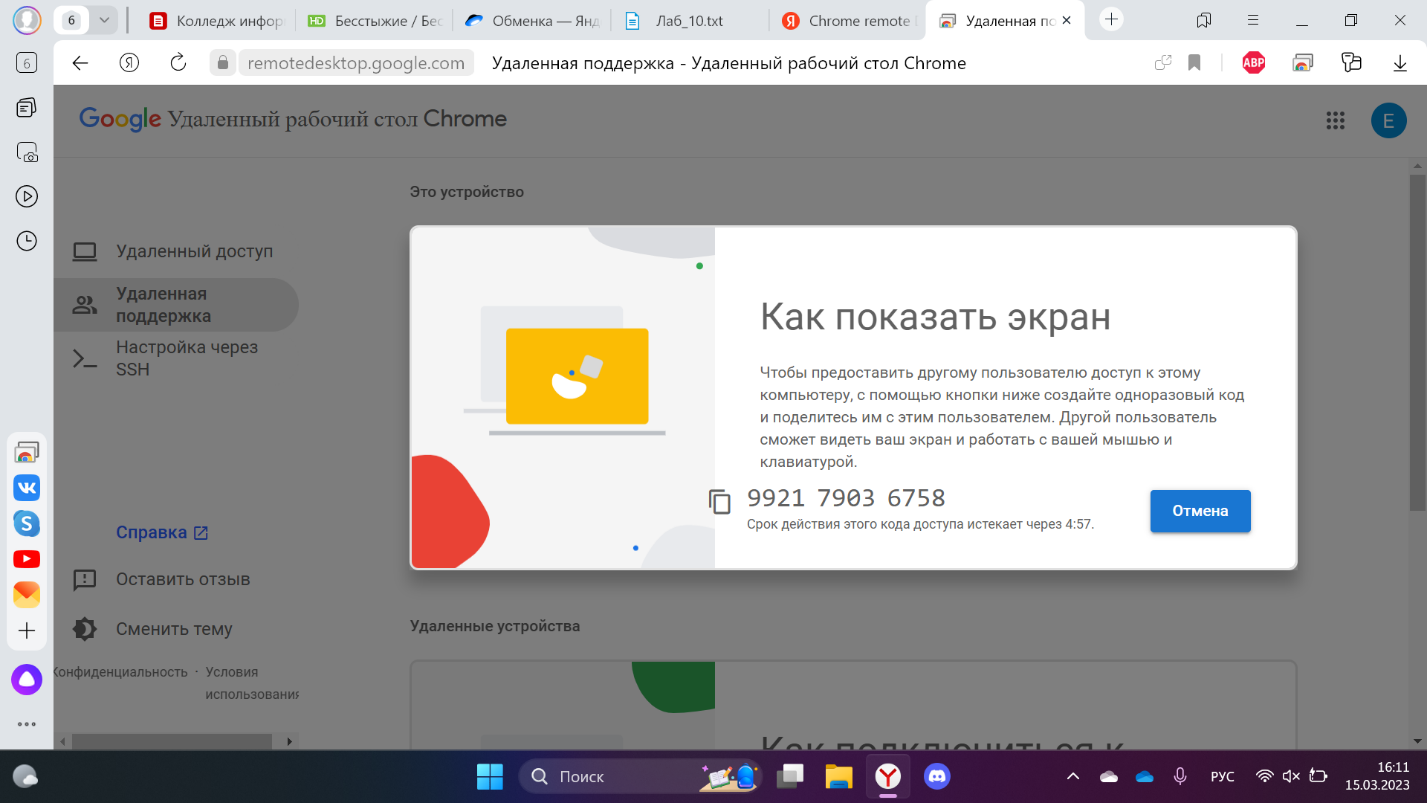 6
Колледж инфор
Бесстыжие / Бес
Обменка — Янд
Лаб_10.txt
Chrome remote
Удаленная по
6
remotedesktop.google.com
Удаленная поддержка - Удаленный рабочий стол Chrome
ABP
Google Удаленный рабочий стол Chrome
E
Это устройство
Удаленный доступ
Удаленная
поддержка
Настройка через
SSH
Как показать экран
Чтобы предоставить другому пользователю доступ к этому
компьютеру, с помощью кнопки ниже создайте одноразовый код
и поделитесь им с этим пользователем. Другой пользователь
сможет видеть ваш экран и работать с вашей мышью и
клавиатурой.
9921 7903 6758
Срок действия этого кода доступа истекает через 4:57.
Отмена
Справка
Оставить отзыв
Сменить тему
Конфиденциальность · Условия
использования
Удаленные устройства
Как подключиться к
Поиск
РУС
16:11
15.03.2023